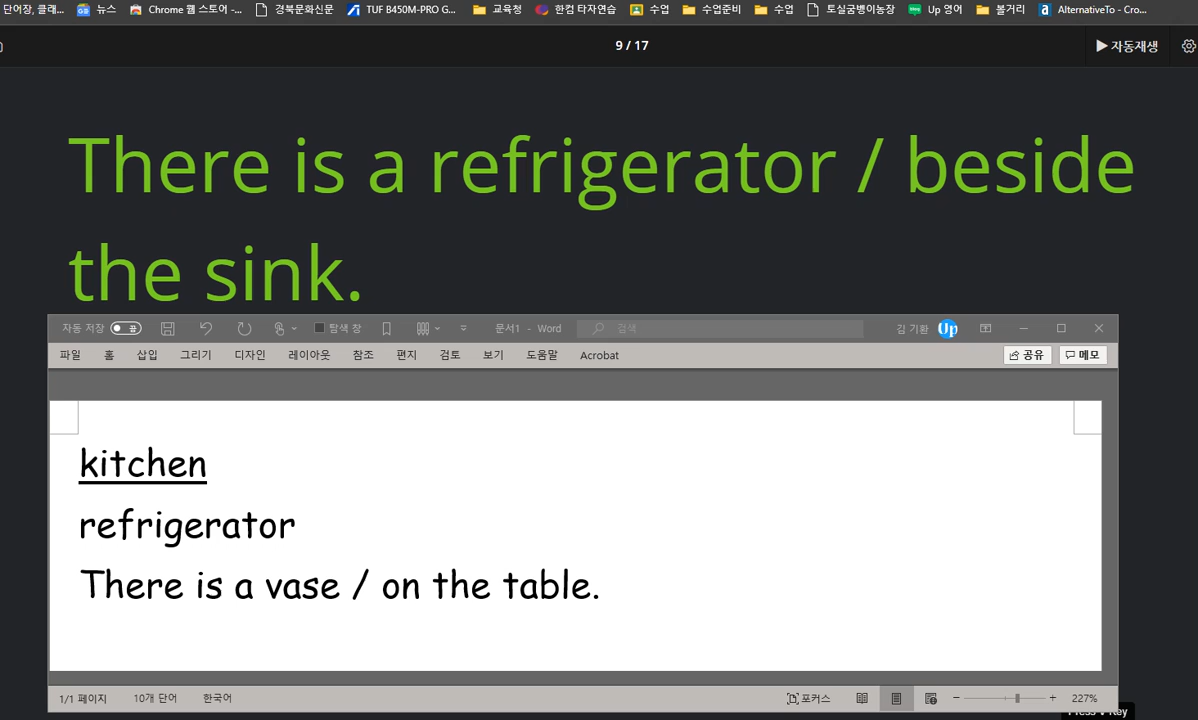 단어장, 클래... 뉴스 Chrome 웹 스토어 -... 경북문화신문 TUF B450M-PRO G... 교육청 한컴 타자연습 수업 수업준비 수업 토실굼벵이농장 Up 영어 볼거리 AlternativeTo - Cro...
9 / 17 ▶자동재생
There is a refrigerator / beside
the sink.
자동 저장 끔 탐색 창 문서1 - Word 검색 김 기환 Up
파일 홈 삽입 그리기 디자인 레이아웃 참조 편지 검토 보기 도움말 Acrobat 공유 메모
kitchen
refrigerator
There is a vase / on the table.
1/1 페이지 10개 단어 한국어 포커스 227%